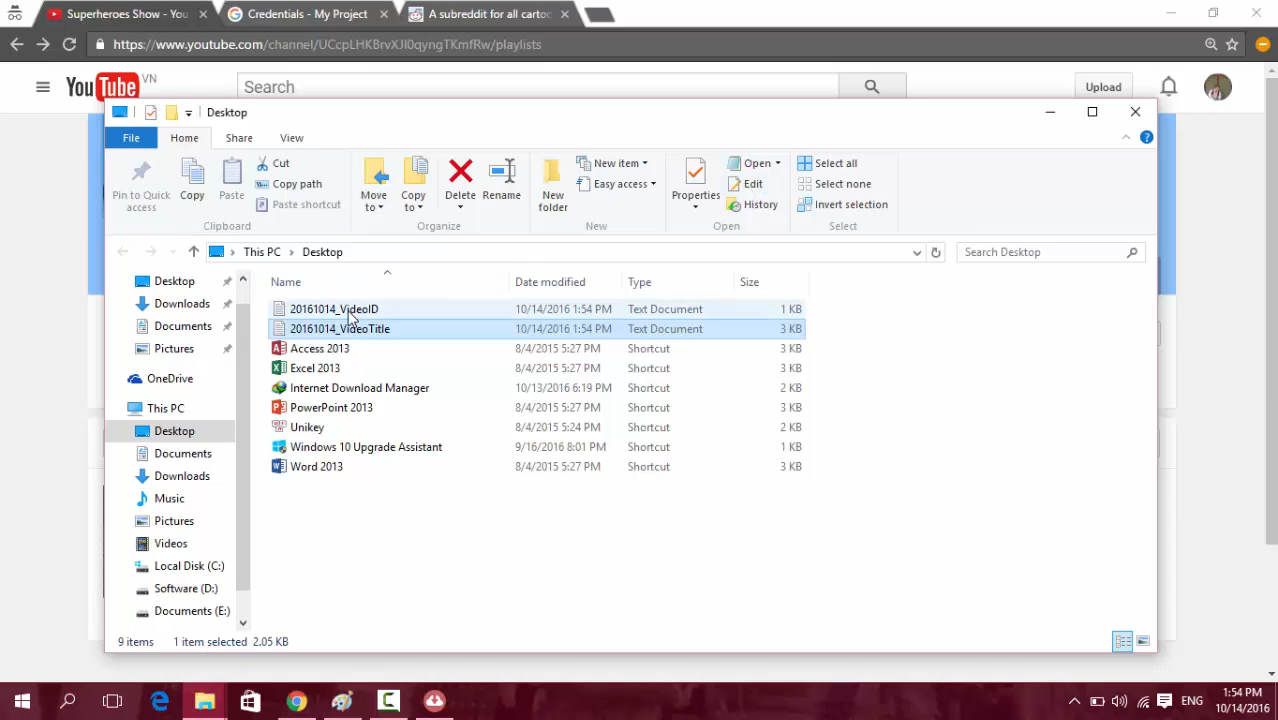 Superheroes Show - You
Credentials - My Project
A subreddit for all cartoo
https://www.youtube.com/channel/UCcpLHKBrvXJl0qyngTKmfRw/playlists
YouTube VN
Search
Upload
Desktop
File Home Share View
Pin to Quick access
Copy
Paste
Cut
Copy path
Paste shortcut
Move to
Copy to
Delete
Rename
New folder
New item
Easy access
Properties
Open
Edit
History
Select all
Select none
Invert selection
Clipboard Organize New Open Select
This PC Desktop
Search Desktop
Name Date modified Type Size
20161014_VideoID 10/14/2016 1:54 PM Text Document 1 KB
20161014_VideoTitle 10/14/2016 1:54 PM Text Document 3 KB
Access 2013 8/4/2015 5:27 PM Shortcut 3 KB
Excel 2013 8/4/2015 5:27 PM Shortcut 3 KB
Internet Download Manager 10/13/2016 6:19 PM Shortcut 2 KB
PowerPoint 2013 8/4/2015 5:27 PM Shortcut 3 KB
Unikey 8/4/2015 5:24 PM Shortcut 2 KB
Windows 10 Upgrade Assistant 9/16/2016 8:01 PM Shortcut 1 KB
Word 2013 8/4/2015 5:27 PM Shortcut 3 KB
Desktop
Downloads
Documents
Pictures
OneDrive
This PC
Desktop
Documents
Downloads
Music
Pictures
Videos
Local Disk (C:)
Software (D:)
Documents (E:)
9 items 1 item selected 2.05 KB
ENG
1:54 PM
10/14/2016